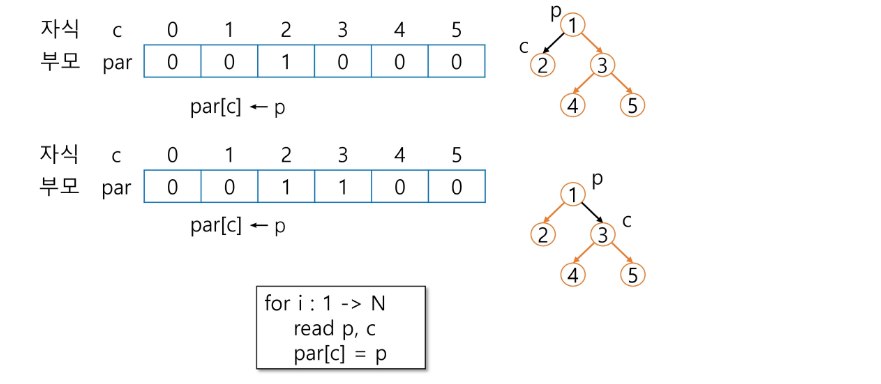 자식 c 0 1 2 3 4 5
부모 par 0 0 1 0 0 0
par[c] ← p
p
1
c
2 3
4 5
자식 c 0 1 2 3 4 5
부모 par 0 0 1 1 0 0
par[c] ← p
p
1
c
2 3
4 5
for i : 1 -> N
read p, c
par[c] = p